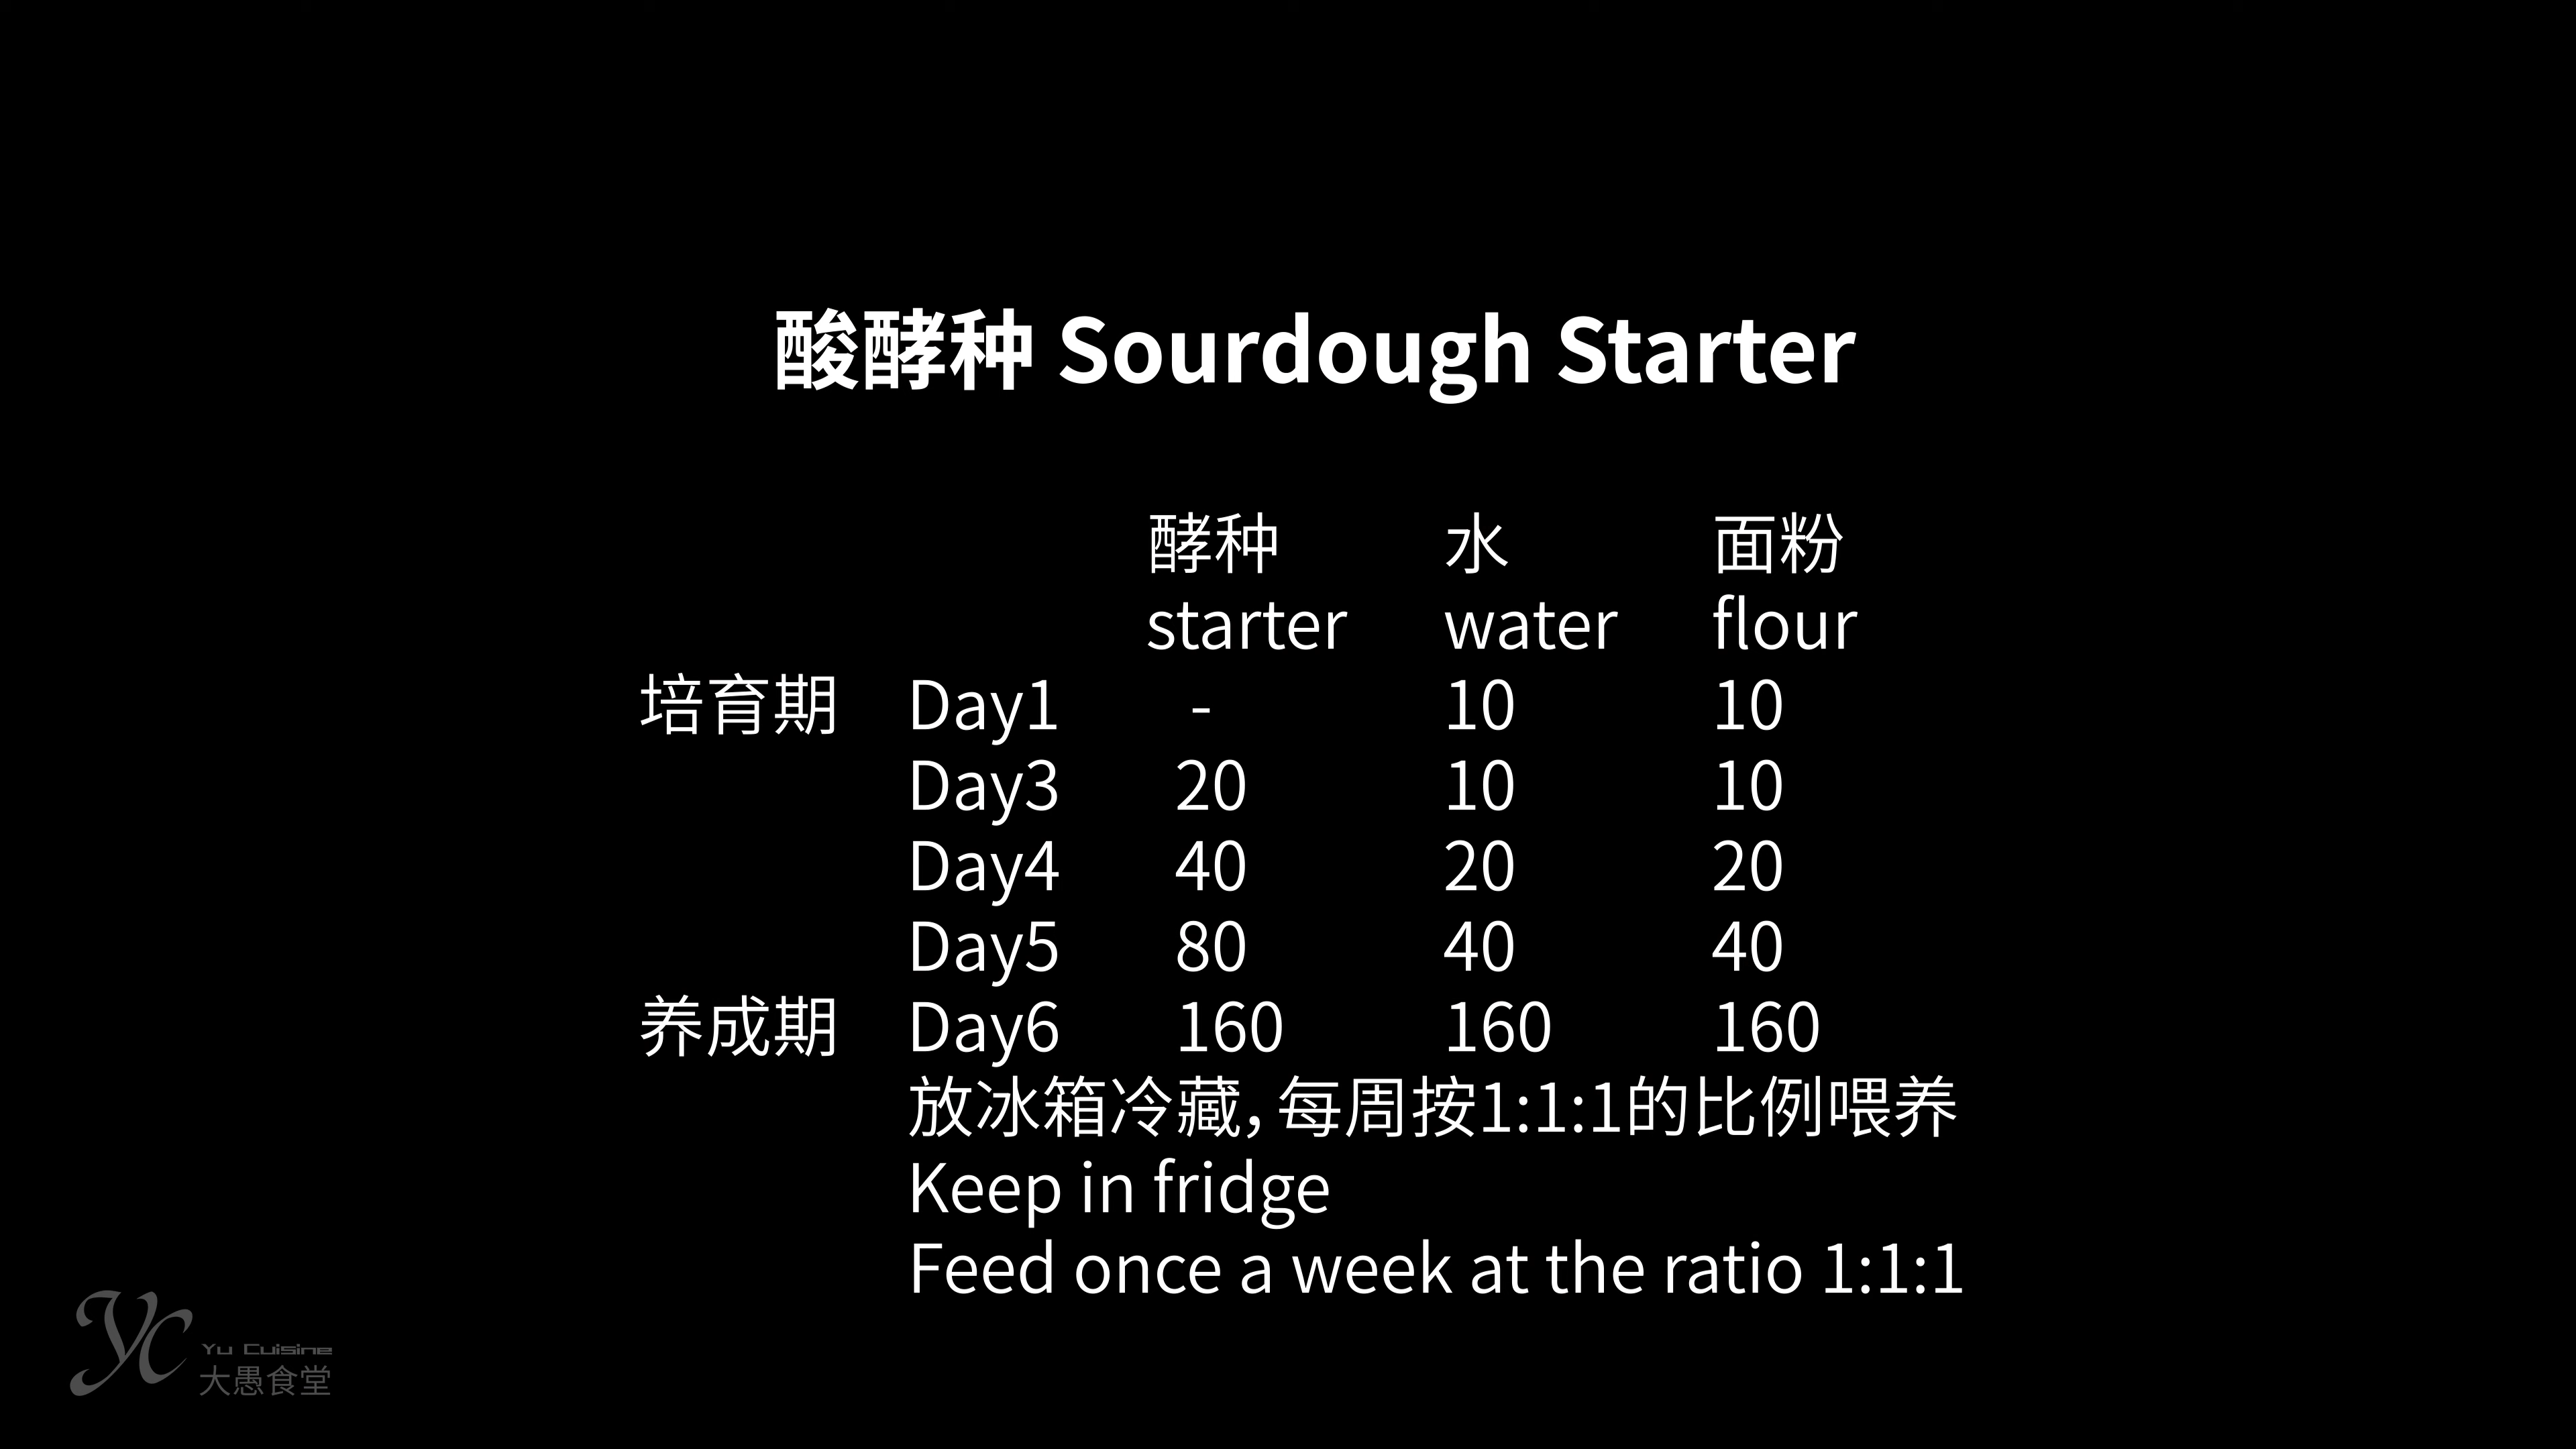 酸酵种 Sourdough Starter
酵种 水 面粉
starter water flour
培育期 Day1 - 10 10
Day3 20 10 10
Day4 40 20 20
Day5 80 40 40
养成期 Day6 160 160 160
放冰箱冷藏，每周按1:1:1的比例喂养
Keep in fridge
Feed once a week at the ratio 1:1:1
YC Yu Cuisine
大愚食堂